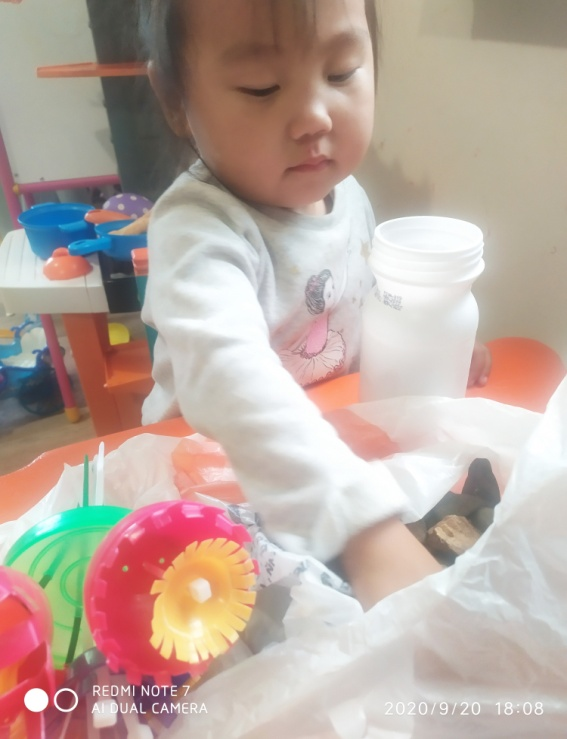 REDMI NOTE 7
AI DUAL CAMERA
2020/9/20 18:08